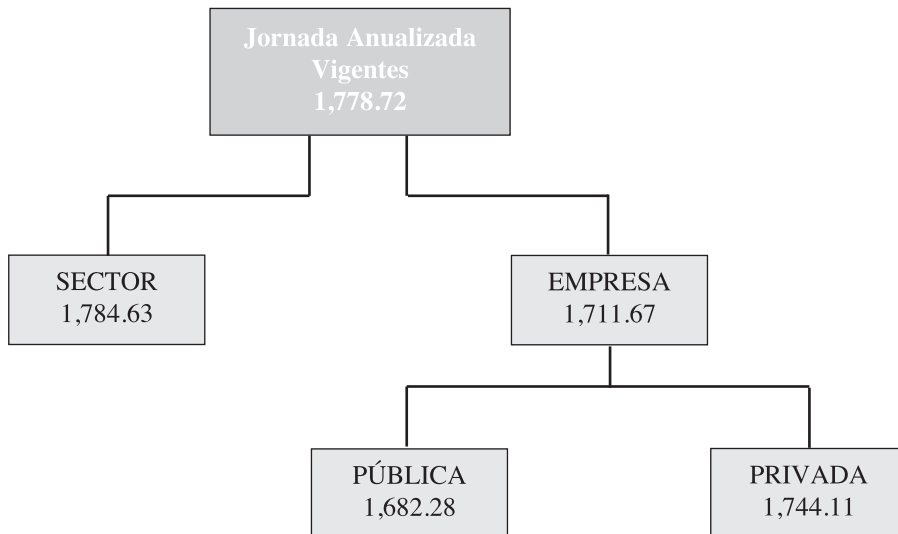 Jornada Anualizada
Vigentes
1,778.72
SECTOR
1,784.63
EMPRESA
1,711.67
PÚBLICA
1,682.28
PRIVADA
1,744.11